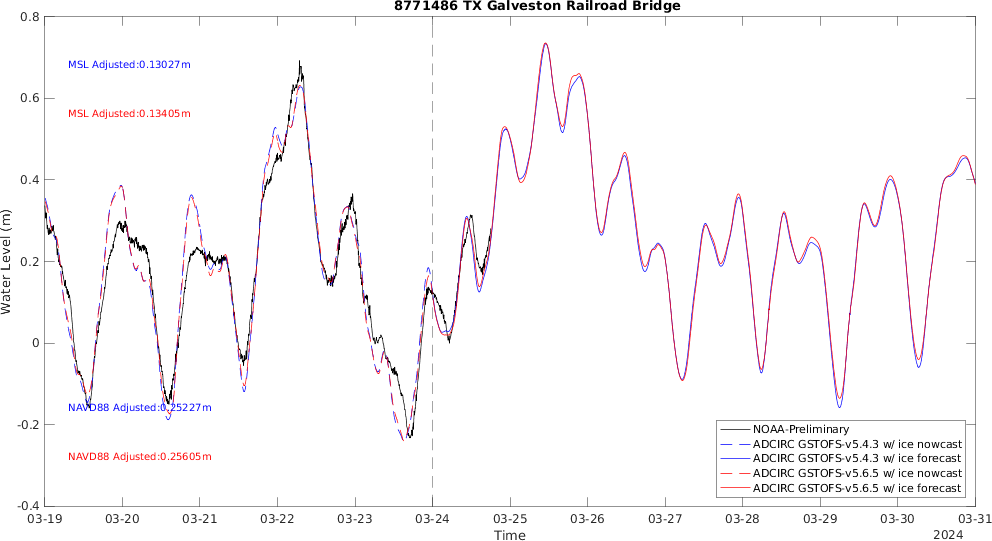 8771486 TX Galveston Railroad Bridge
0.8
0.6
0.4
0.2
0
-0.2
-0.4
Water Level (m)
MSL Adjusted:0.13027m
MSL Adjusted:0.13405m
NAVD88 Adjusted:0.25227m
NAVD88 Adjusted:0.25605m
NOAA-Preliminary
ADCIRC GSTOFS-v5.4.3 w/ ice nowcast
ADCIRC GSTOFS-v5.4.3 w/ ice forecast
ADCIRC GSTOFS-v5.6.5 w/ ice nowcast
ADCIRC GSTOFS-v5.6.5 w/ ice forecast
03-19 03-20 03-21 03-22 03-23 03-24 03-25 03-26 03-27 03-28 03-29 03-30 03-31
Time
2024